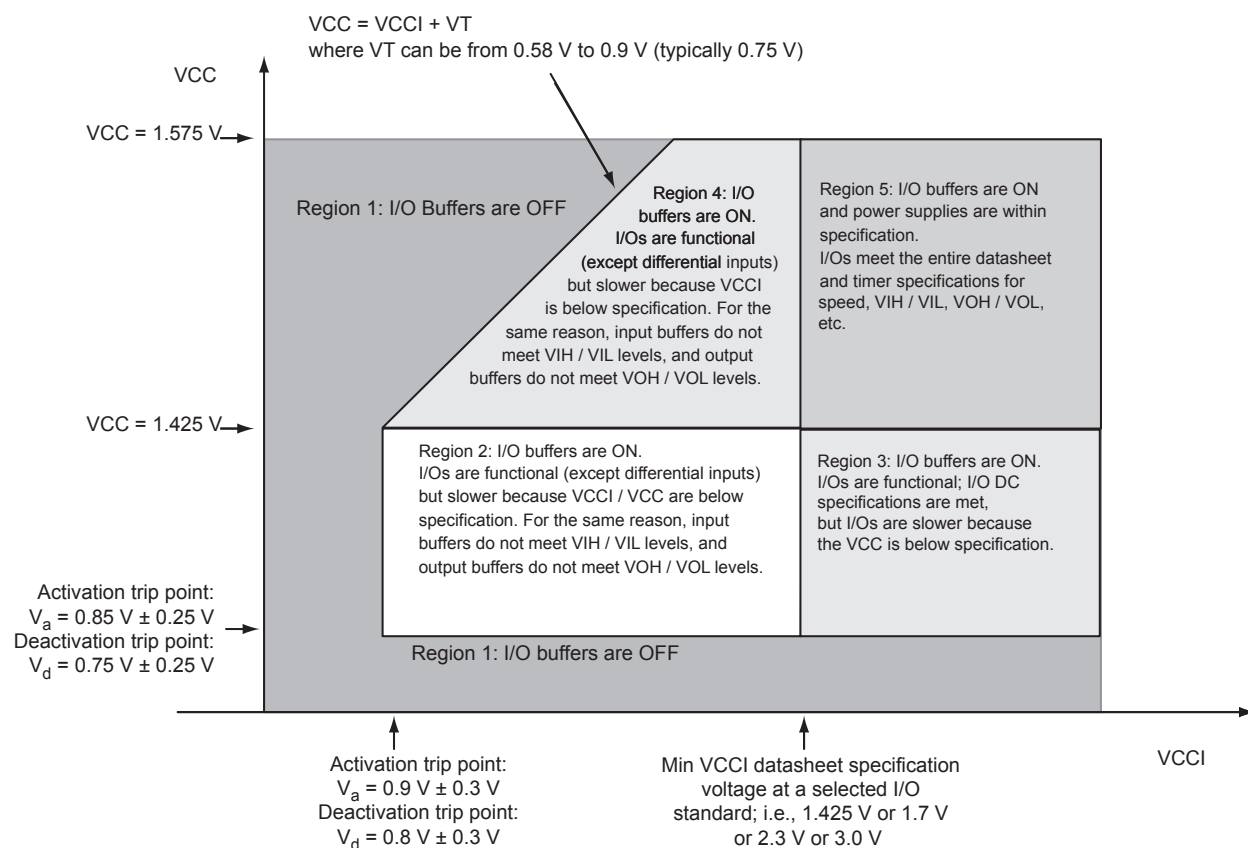 VCC = VCCI + VT
where VT can be from 0.58 V to 0.9 V (typically 0.75 V)
VCC
VCC = 1.575 V
Region 1: I/O Buffers are OFF
Region 4: I/O
buffers are ON.
I/Os are functional
(except differential inputs)
but slower because VCCI
is below specification. For the
same reason, input buffers do not
meet VIH / VIL levels, and output
buffers do not meet VOH / VOL levels.
Region 5: I/O buffers are ON
and power supplies are within
specification.
I/Os meet the entire datasheet
and timer specifications for
speed, VIH / VIL, VOH / VOL,
etc.
VCC = 1.425 V
Region 2: I/O buffers are ON.
I/Os are functional (except differential inputs)
but slower because VCCI / VCC are below
specification. For the same reason, input
buffers do not meet VIH / VIL levels, and
output buffers do not meet VOH / VOL levels.
Region 3: I/O buffers are ON.
I/Os are functional; I/O DC
specifications are met,
but I/Os are slower because
the VCC is below specification.
Activation trip point:
Va = 0.85 V ± 0.25 V
Deactivation trip point:
Vd = 0.75 V ± 0.25 V
Region 1: I/O buffers are OFF
VCCI
Activation trip point:
Va = 0.9 V ± 0.3 V
Deactivation trip point:
Vd = 0.8 V ± 0.3 V
Min VCCI datasheet specification
voltage at a selected I/O
standard; i.e., 1.425 V or 1.7 V
or 2.3 V or 3.0 V